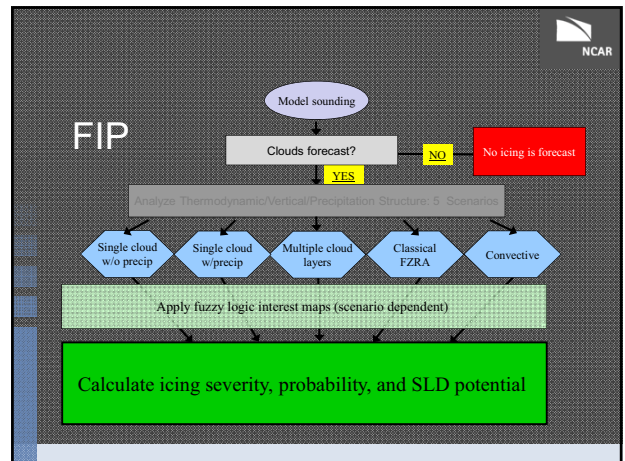 NCAR
FIP
Model sounding
Clouds forecast?
NO
No icing is forecast
YES
Analyze Thermodynamic/Vertical/Precipitation Structure: 5 Scenarios
Single cloud
w/o precip
Single cloud
w/precip
Multiple cloud
layers
Classical
FZRA
Convective
Apply fuzzy logic interest maps (scenario dependent)
Calculate icing severity, probability, and SLD potential